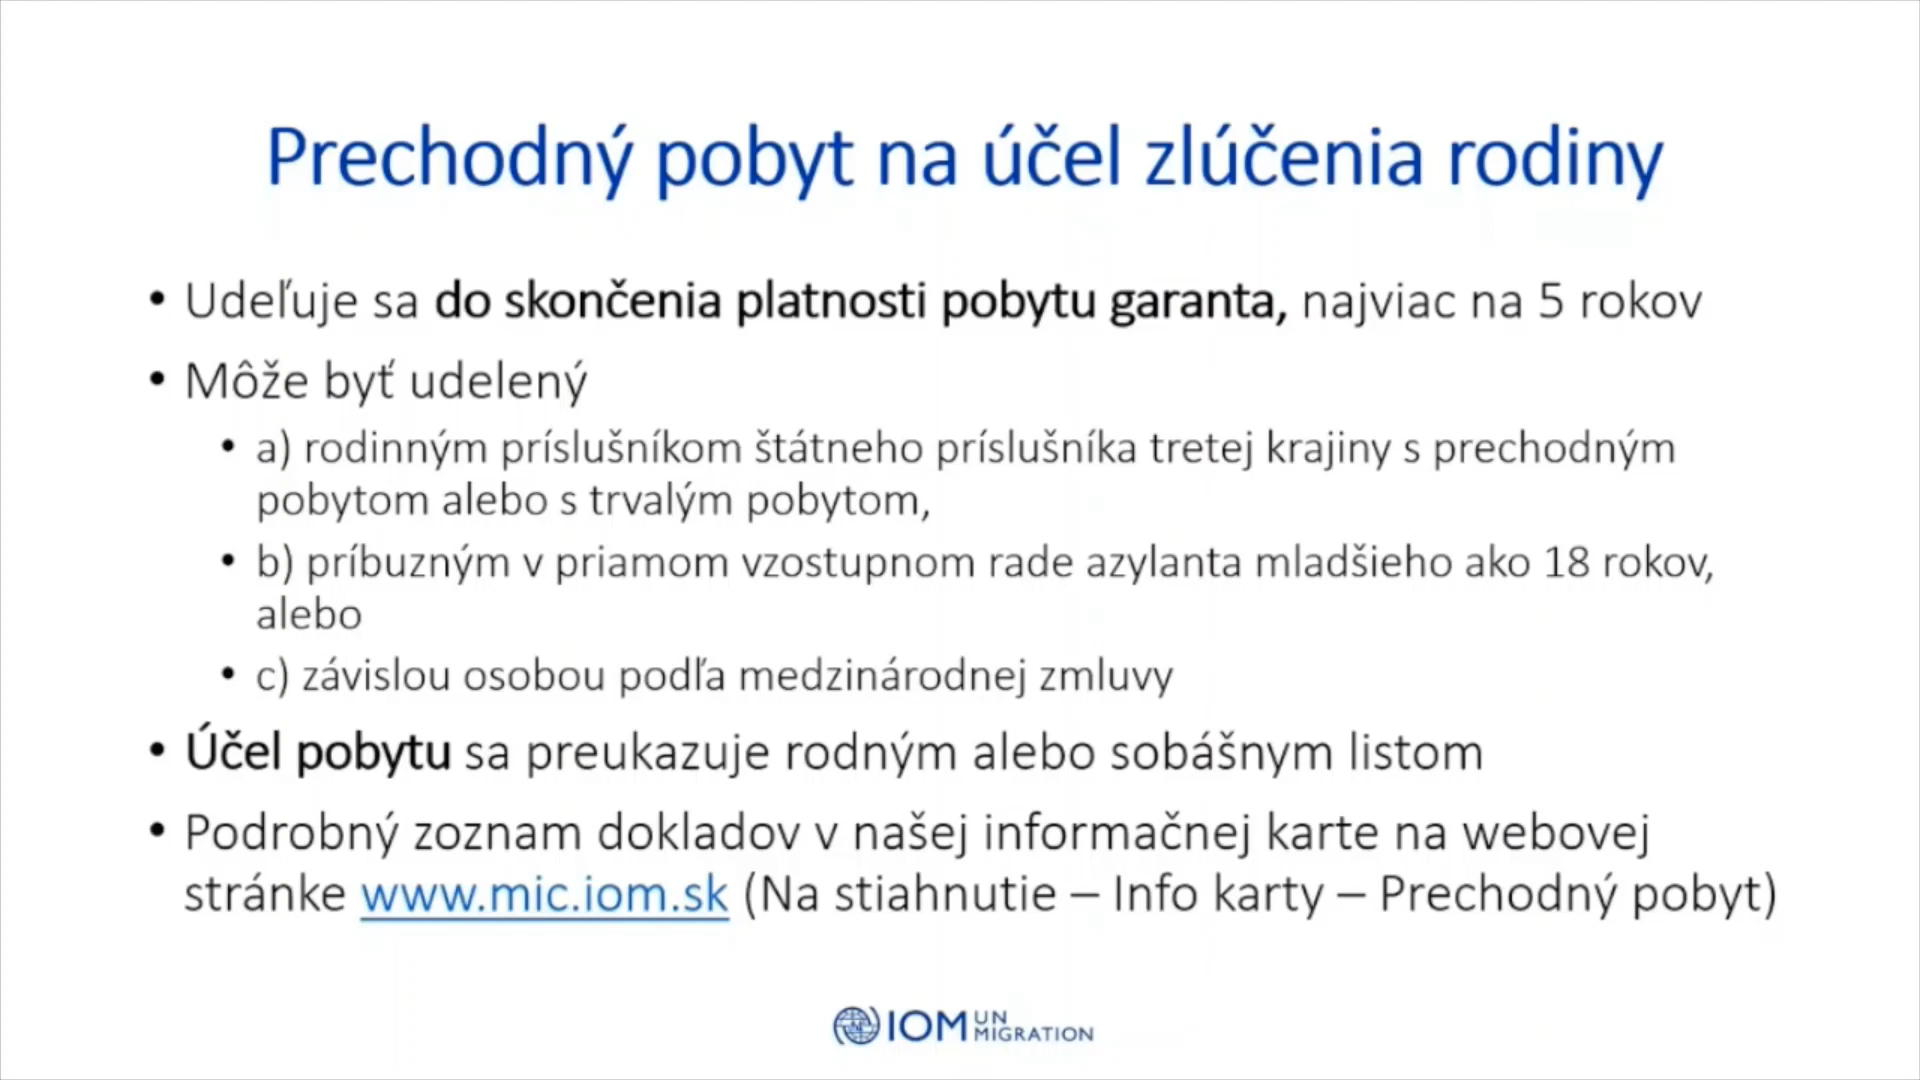 Prechodný pobyt na účel zlúčenia rodiny
• Udeľuje sa do skončenia platnosti pobytu garanta, najviac na 5 rokov
• Môže byť udelený
• a) rodinným príslušníkom štátneho príslušníka tretej krajiny s prechodným
pobytom alebo s trvalým pobytom,
• b) príbuzným v priamom vzostupnom rade azylanta mladšieho ako 18 rokov,
alebo
• c) závislou osobou podľa medzinárodnej zmluvy
• Účel pobytu sa preukazuje rodným alebo sobášnym listom
• Podrobný zoznam dokladov v našej informačnej karte na webovej
stránke www.mic.iom.sk (Na stiahnutie – Info karty – Prechodný pobyt)
IOM UN
MIGRATION